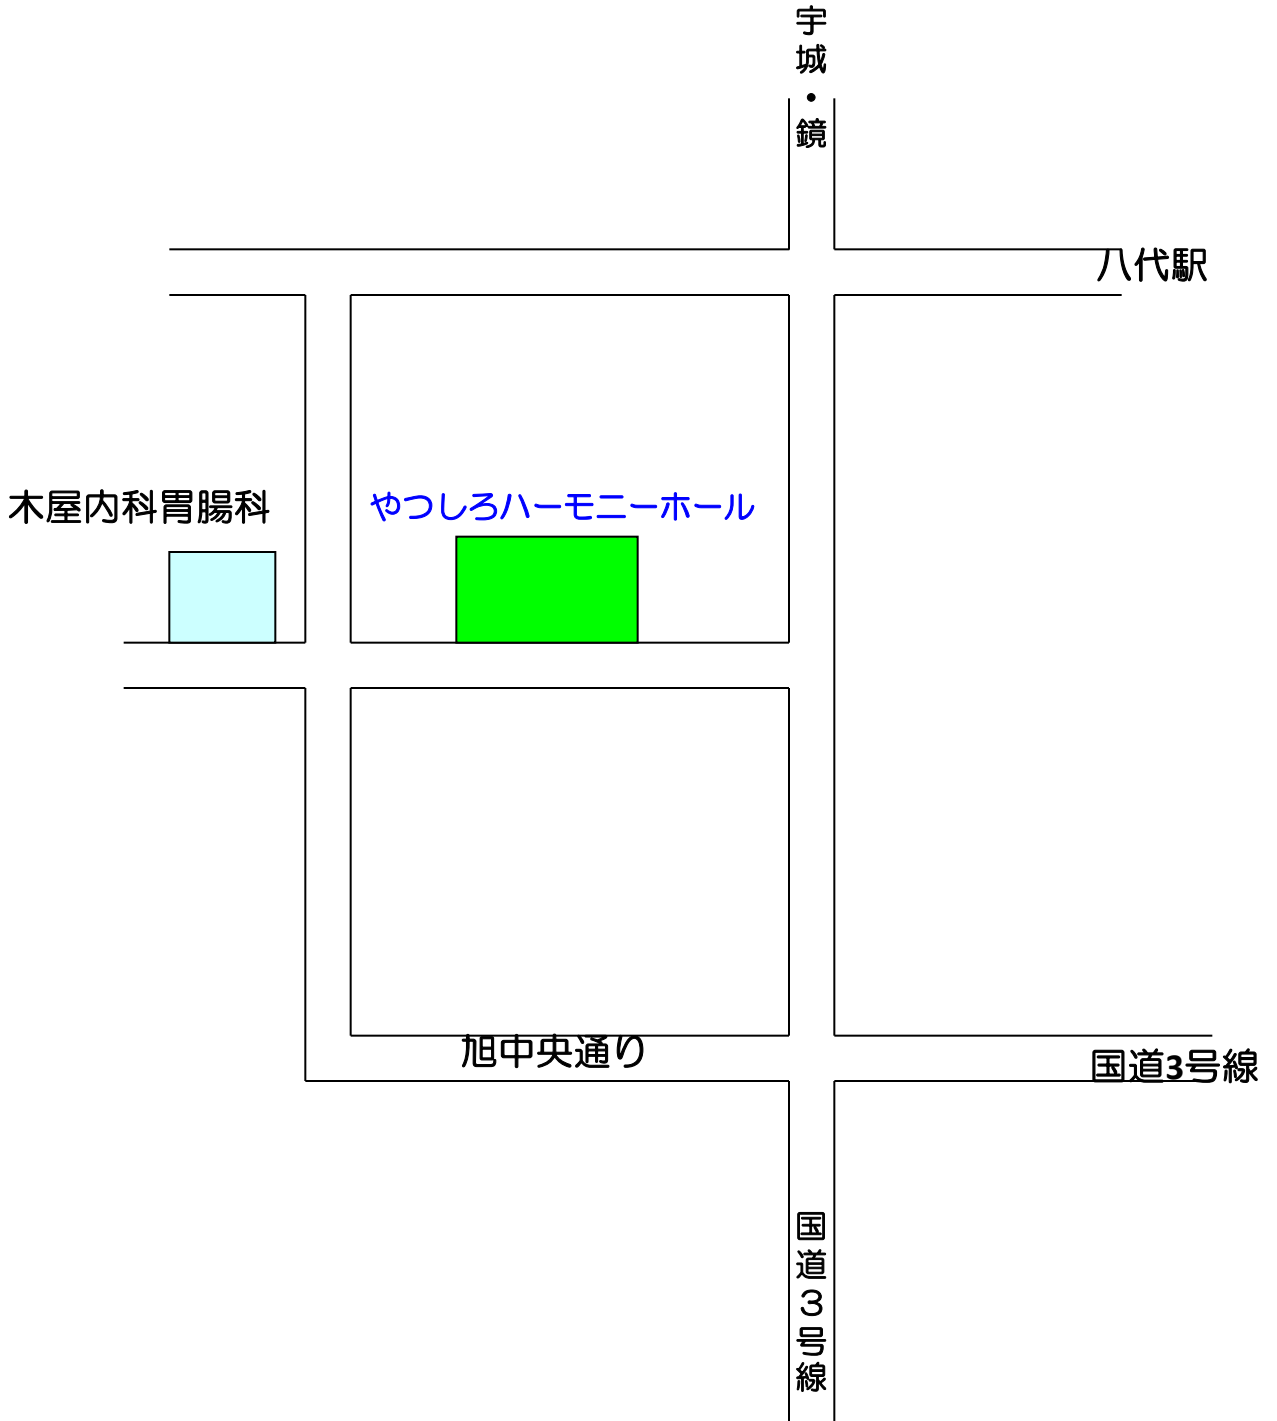 宇城・鏡
八代駅
木屋内科胃腸科
やつしろハーモニーホール
旭中央通り
国道3号線
国道３号線